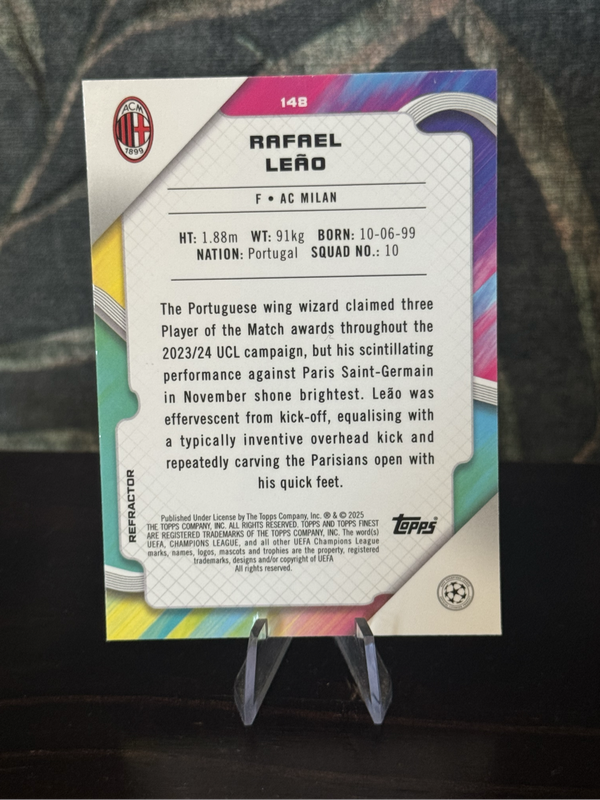 148
ACM
1899
RAFAEL
LEÃO
F • AC MILAN
HT: 1.88m WT: 91kg BORN: 10-06-99
NATION: Portugal SQUAD NO.: 10
The Portuguese wing wizard claimed three
Player of the Match awards throughout the
2023/24 UCL campaign, but his scintillating
performance against Paris Saint-Germain
in November shone brightest. Leão was
effervescent from kick-off, equalising with
a typically inventive overhead kick and
repeatedly carving the Parisians open with
his quick feet.
REFRACTOR
Published Under License by The Topps Company, Inc. ® & © 2025
THE TOPPS COMPANY, INC. ALL RIGHTS RESERVED. TOPPS AND TOPPS FINEST
ARE REGISTERED TRADEMARKS OF THE TOPPS COMPANY, INC. The word(s)
UEFA, CHAMPIONS LEAGUE, and all other UEFA Champions League
marks, names, logos, mascots and trophies are the property, registered
trademarks, designs and/or copyright of UEFA
All rights reserved.
Topps®